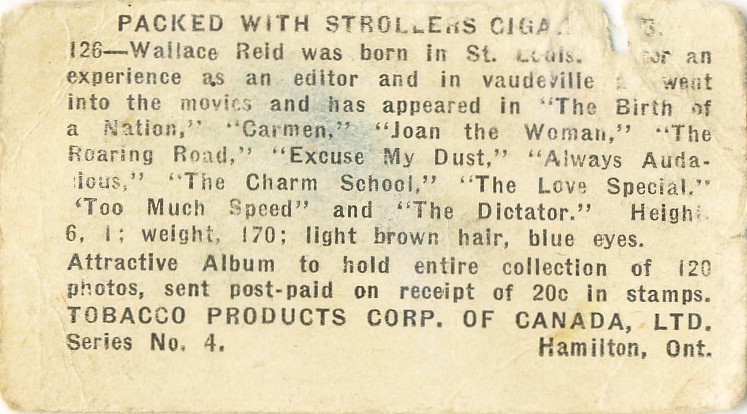 PACKED WITH STROLLERS
126—Wallace Reid was born in St. Louis. an
experience as an editor and in vaudeville went
into the movies and has appeared in "The Birth of
a Nation," "Carmen," "Joan the Woman," "The
Roaring Road," "Excuse My Dust," "Always Auda-
ious," "The Charm School," "The Love Special."
'Too Much Speed" and "The Dictator." Height
6, 1; weight, 170; light brown hair, blue eyes.
Attractive Album to hold entire collection of 120
photos, sent post-paid on receipt of 20c in stamps.
TOBACCO PRODUCTS CORP. OF CANADA, LTD.
Series No. 4. Hamilton, Ont.